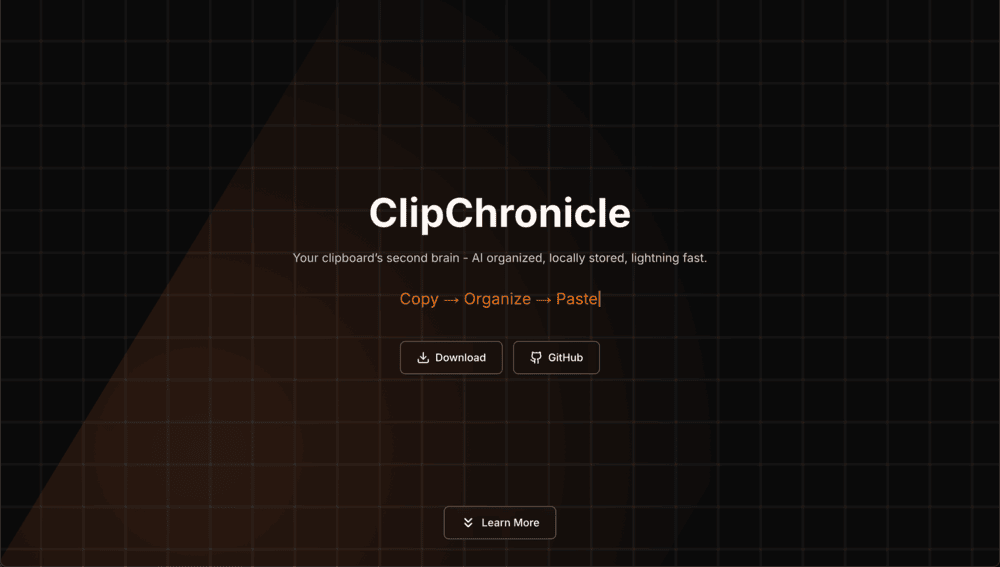 ClipChronicle
Your clipboard’s second brain - AI organized, locally stored, lightning fast.
Copy → Organize → Paste|
Download
GitHub
Learn More